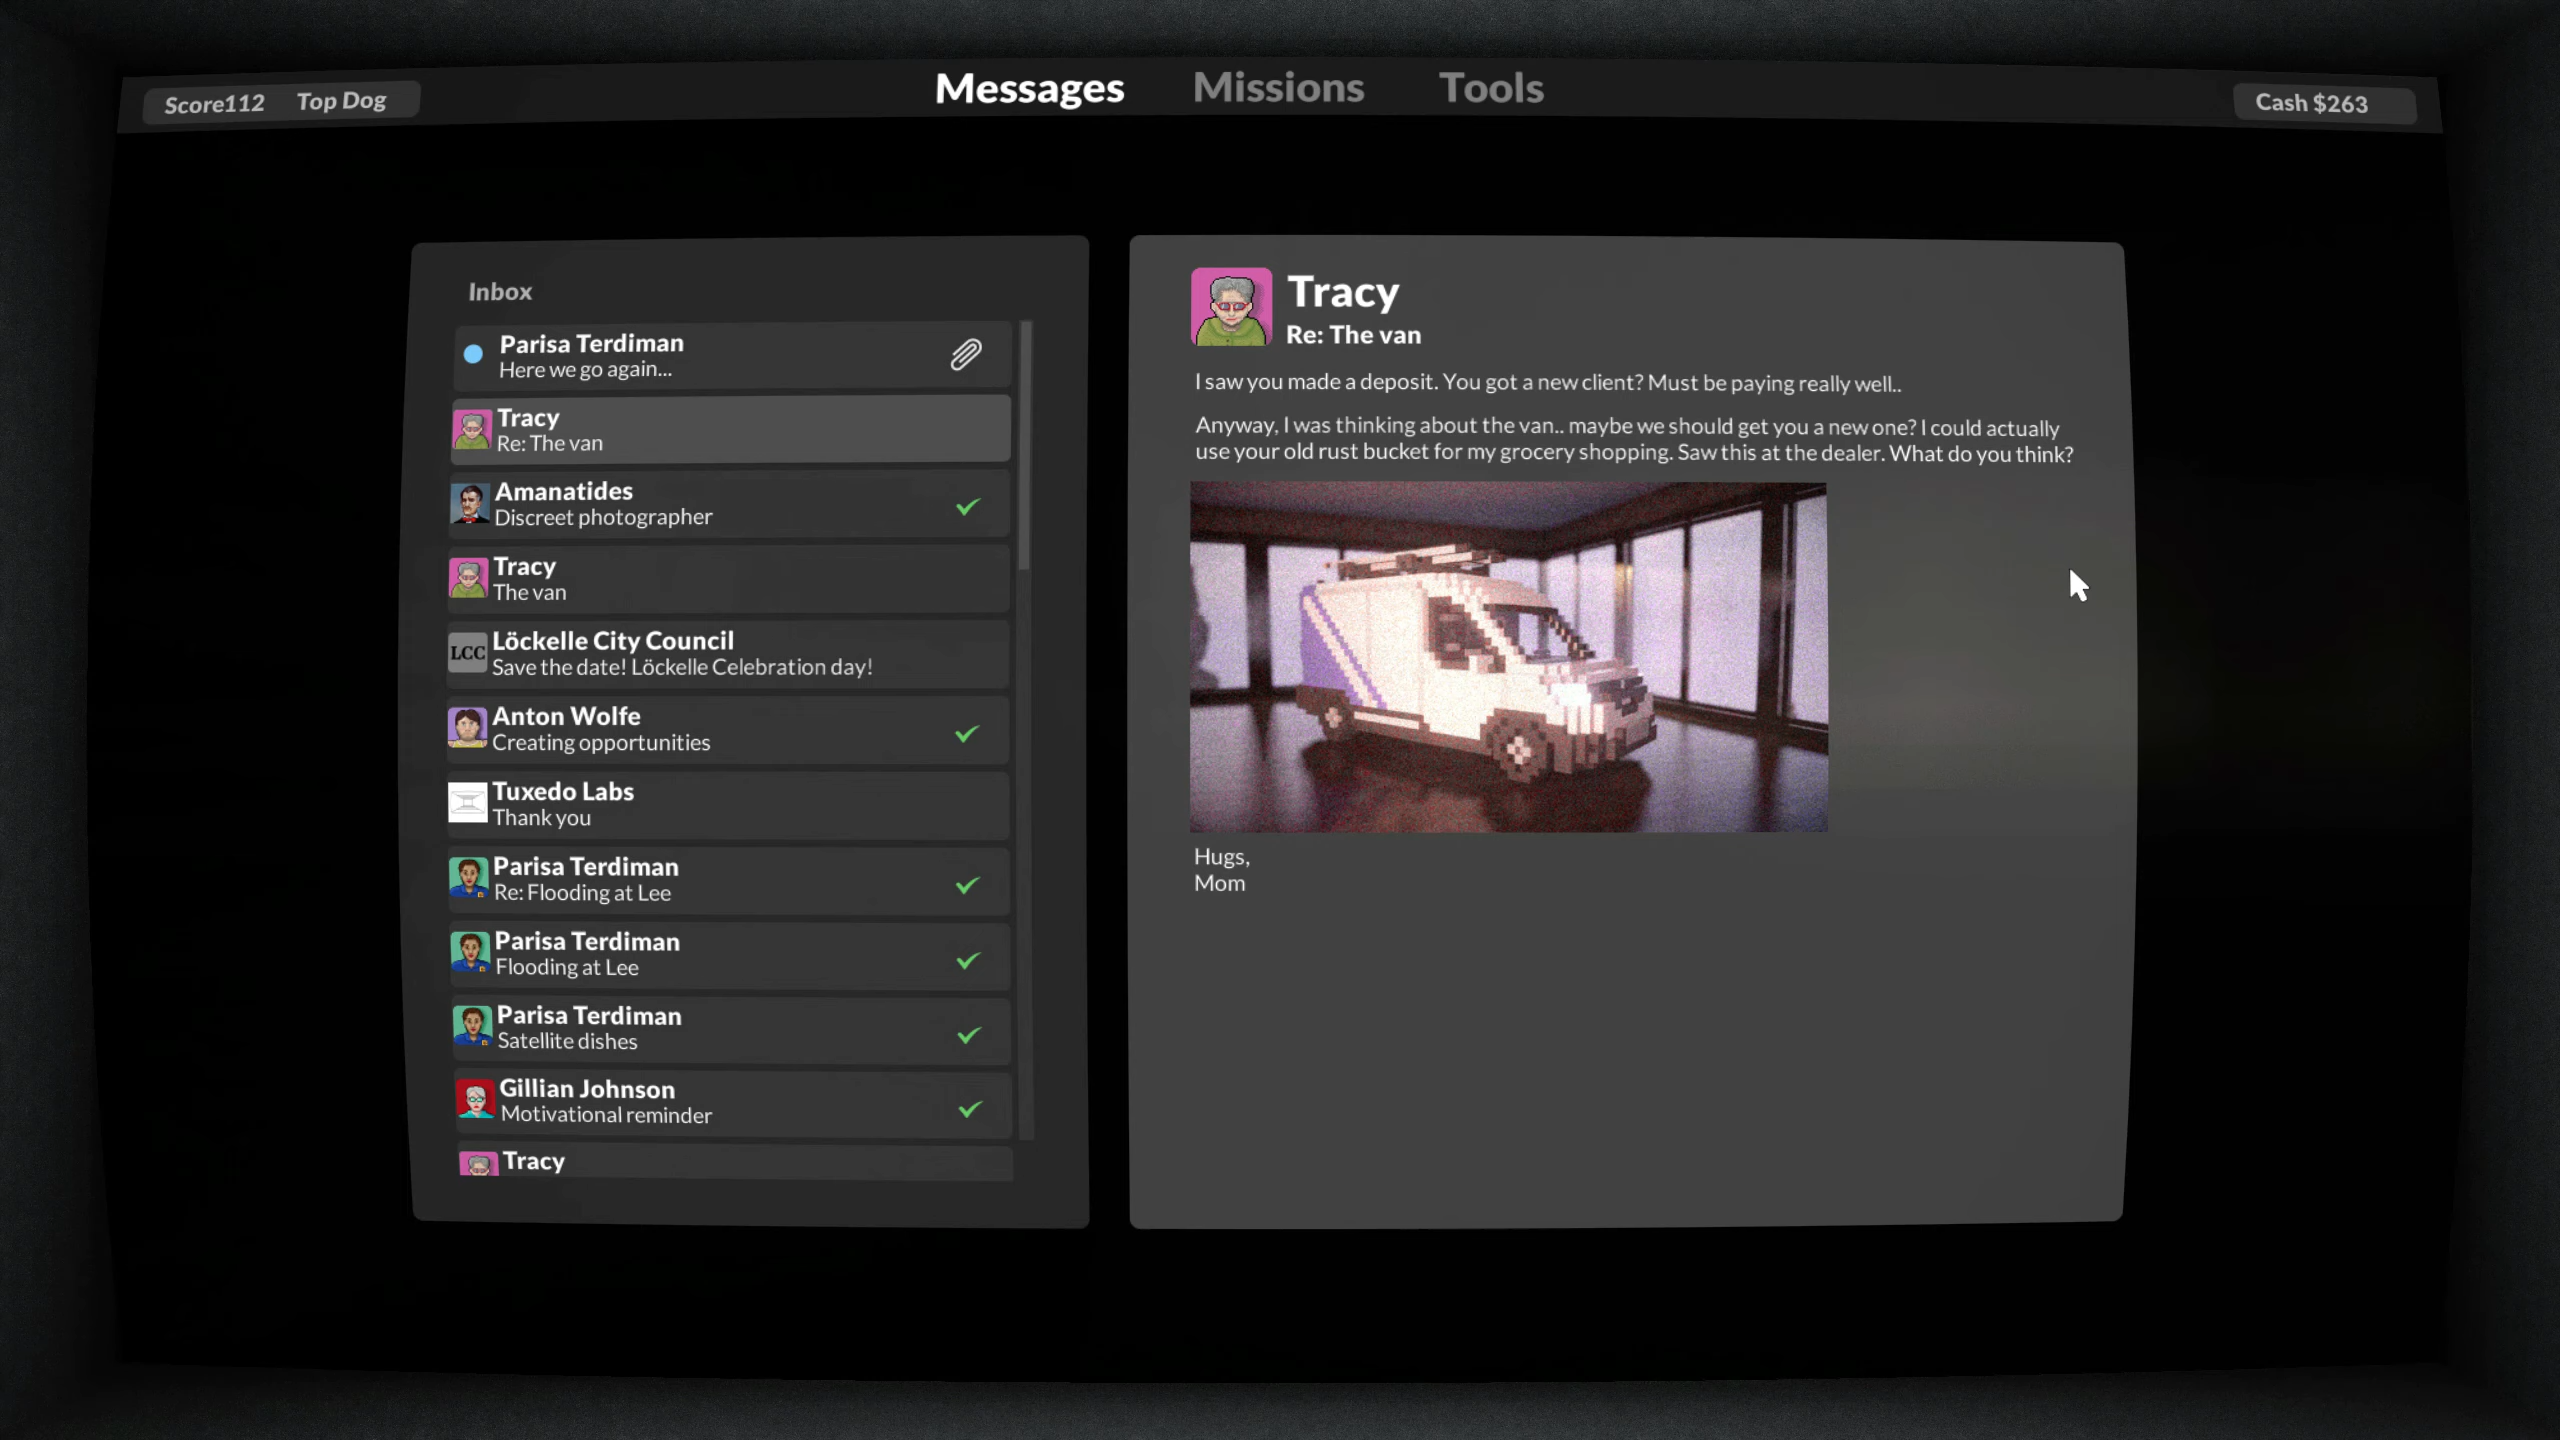 Score112 Top Dog
Messages Missions Tools
Cash $263
Inbox
Parisa Terdiman
Here we go again...
Tracy
Re: The van
Amanatides
Discreet photographer
Tracy
The van
LCC
Löckelle City Council
Save the date! Löckelle Celebration day!
Anton Wolfe
Creating opportunities
Tuxedo Labs
Thank you
Parisa Terdiman
Re: Flooding at Lee
Parisa Terdiman
Flooding at Lee
Parisa Terdiman
Satellite dishes
Gillian Johnson
Motivational reminder
Tracy
Tracy
Re: The van
I saw you made a deposit. You got a new client? Must be paying really well..
Anyway, I was thinking about the van.. maybe we should get you a new one? I could actually
use your old rust bucket for my grocery shopping. Saw this at the dealer. What do you think?
Hugs,
Mom